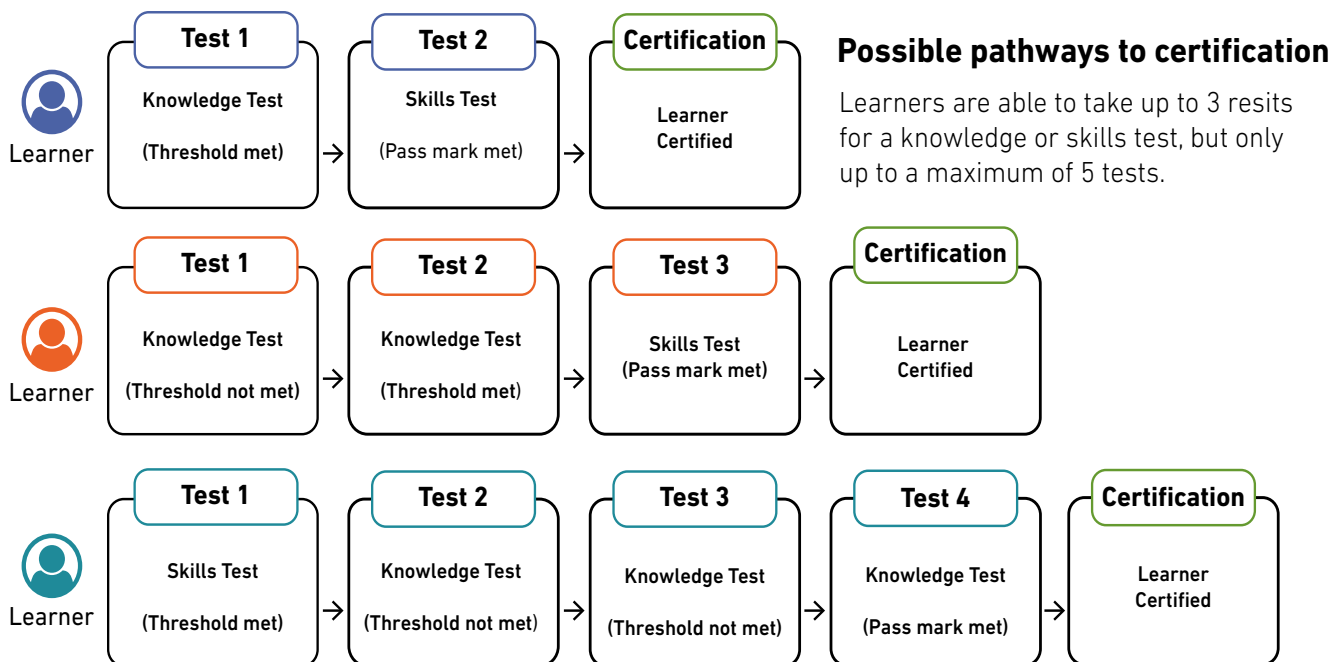 Possible pathways to certification
Learners are able to take up to 3 resits
for a knowledge or skills test, but only
up to a maximum of 5 tests.
Learner
Test 1
Knowledge Test
(Threshold met)
Test 2
Skills Test
(Pass mark met)
Certification
Learner
Certified
Learner
Test 1
Knowledge Test
(Threshold not met)
Test 2
Knowledge Test
(Threshold met)
Test 3
Skills Test
(Pass mark met)
Certification
Learner
Certified
Learner
Test 1
Skills Test
(Threshold met)
Test 2
Knowledge Test
(Threshold not met)
Test 3
Knowledge Test
(Threshold not met)
Test 4
Knowledge Test
(Pass mark met)
Certification
Learner
Certified